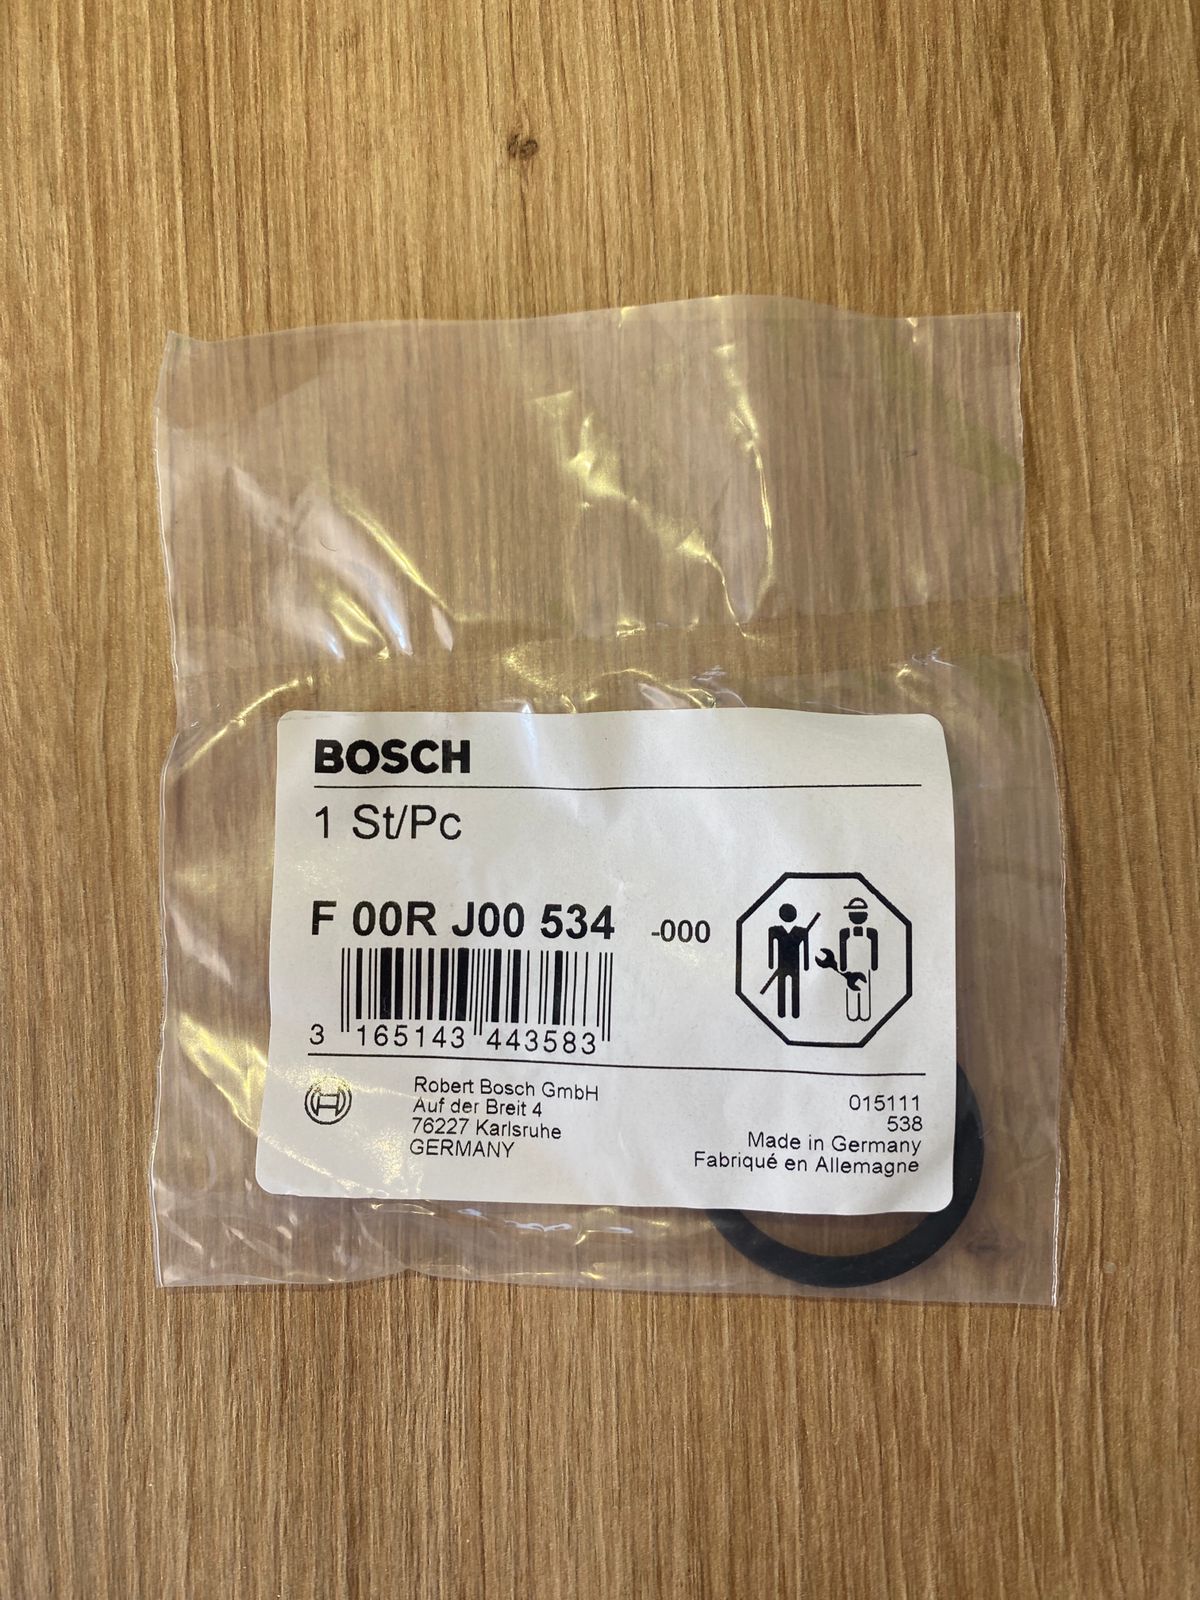 BOSCH
1 St/Pc
F 00R J00 534 -000
3 165143 443583
Robert Bosch GmbH
Auf der Breit 4
76227 Karlsruhe
GERMANY
015111
538
Made in Germany
Fabriqué en Allemagne